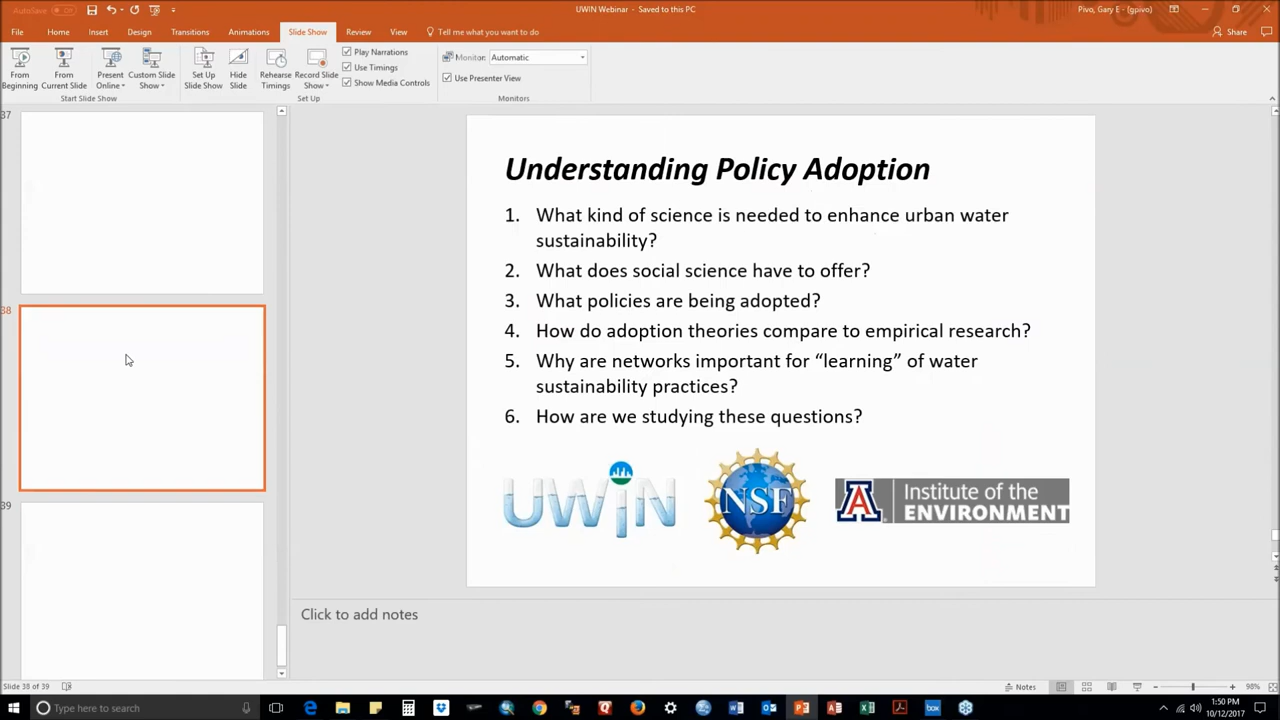 AutoSave Off
UWIN Webinar - Saved to this PC
Pivo, Gary E - (gpivo)
File Home Insert Design Transitions Animations Slide Show Review View Tell me what you want to do
Share
From Beginning
From Current Slide
Present Online
Custom Slide Show
Set Up Slide Show
Hide Slide
Rehearse Timings
Record Slide Show
Play Narrations
Use Timings
Show Media Controls
Monitor: Automatic
Use Presenter View
Start Slide Show
Set Up
Monitors
37
38
39
Understanding Policy Adoption
1. What kind of science is needed to enhance urban water
sustainability?
2. What does social science have to offer?
3. What policies are being adopted?
4. How do adoption theories compare to empirical research?
5. Why are networks important for “learning” of water
sustainability practices?
6. How are we studying these questions?
UWIN
NSF
A Institute of the
ENVIRONMENT
Click to add notes
Slide 38 of 39
Notes
98%
Type here to search
box
1:50 PM
10/12/2017